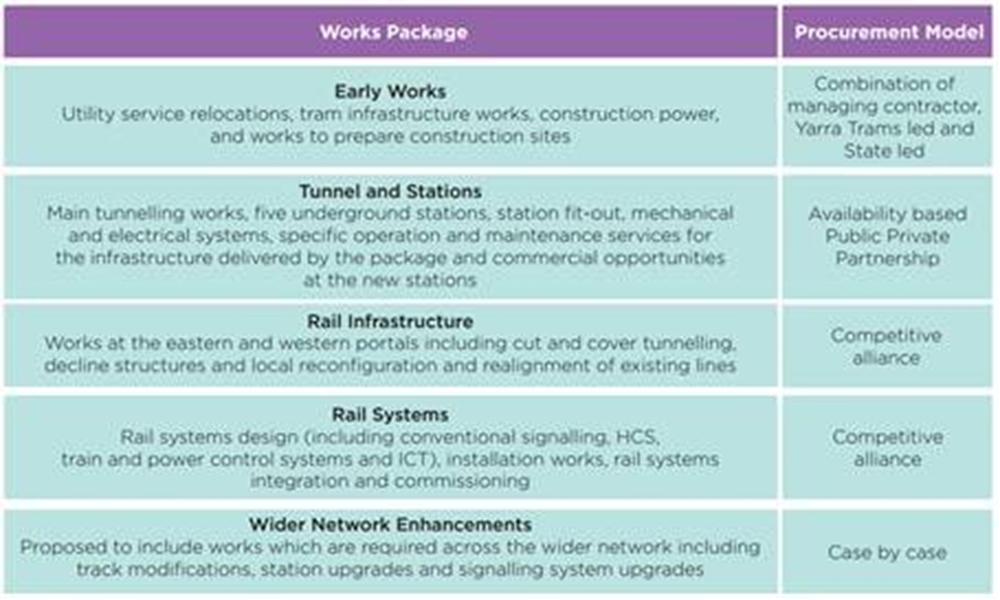 Works Package
Procurement Model
Early Works
Utility service relocations, tram infrastructure works, construction power,
and works to prepare construction sites
Combination of
managing contractor,
Yarra Trams led and
State led
Tunnel and Stations
Main tunnelling works, five underground stations, station fit-out, mechanical
and electrical systems, specific operation and maintenance services for
the infrastructure delivered by the package and commercial opportunities
at the new stations
Availability based
Public Private
Partnership
Rail Infrastructure
Works at the eastern and western portals including cut and cover tunnelling,
decline structures and local reconfiguration and realignment of existing lines
Competitive
alliance
Rail Systems
Rail systems design (including conventional signalling, HCS,
train and power control systems and ICT), installation works, rail systems
integration and commissioning
Competitive
alliance
Wider Network Enhancements
Proposed to include works which are required across the wider network including
track modifications, station upgrades and signalling system upgrades
Case by case